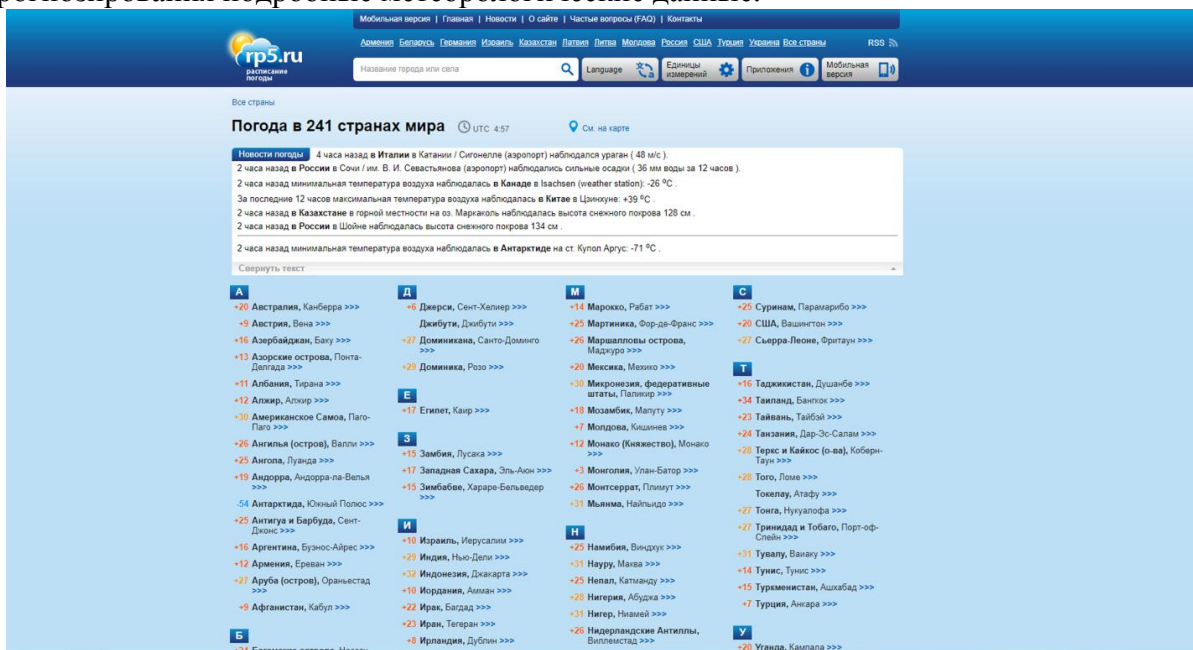 рогнозирования подробные метеорологические данные.
Мобильная версия | Главная | Новости | О сайте | Частые вопросы (FAQ) | Контакты
Армения Беларусь Германия Израиль Казахстан Латвия Литва Молдова Россия США Турция Украина Все страны RSS
rp5.ru
расписание
погоды
Название города или села
Language
Единицы
измерений
Приложения
Мобильная
версия
Все страны
Погода в 241 странах мира UTC 4:57 См. на карте
Новости погоды 4 часа назад в Италии в Катании / Сигонелле (аэропорт) наблюдался ураган ( 48 м/с ).
2 часа назад в России в Сочи / им. В. И. Севастьянова (аэропорт) наблюдались сильные осадки ( 36 мм воды за 12 часов ).
2 часа назад минимальная температура воздуха наблюдалась в Канаде в Isachsen (weather station): -26 °C .
За последние 12 часов максимальная температура воздуха наблюдалась в Китае в Цзинхуне: +39 °C .
2 часа назад в Казахстане в горной местности на оз. Маркаколь наблюдалась высота снежного покрова 128 см .
2 часа назад в России в Шойне наблюдалась высота снежного покрова 134 см .
2 часа назад минимальная температура воздуха наблюдалась в Антарктиде на ст. Купол Аргус: -71 °C .
Свернуть текст
А
+20 Австралия, Канберра >>>
+9 Австрия, Вена >>>
+16 Азербайджан, Баку >>>
+13 Азорские острова, Понта-
Делгада >>>
+11 Албания, Тирана >>>
+12 Алжир, Алжир >>>
+30 Американское Самоа, Паго-
Паго >>>
+26 Ангилья (остров), Валли >>>
+25 Ангола, Луанда >>>
+19 Андорра, Андорра-ла-Велья
>>>
-54 Антарктида, Южный Полюс >>>
+25 Антигуа и Барбуда, Сент-
Джонс >>>
+16 Аргентина, Буэнос-Айрес >>>
+12 Армения, Ереван >>>
+27 Аруба (остров), Ораньестад
>>>
+9 Афганистан, Кабул >>>
Б
Д
+6 Джерси, Сент-Хелиер >>>
Джибути, Джибути >>>
+27 Доминикана, Санто-Доминго
>>>
+29 Доминика, Розо >>>
Е
+17 Египет, Каир >>>
З
+15 Замбия, Лусака >>>
+17 Западная Сахара, Эль-Аюн >>>
+15 Зимбабве, Хараре-Бельведер
>>>
И
+10 Израиль, Иерусалим >>>
+29 Индия, Нью-Дели >>>
+32 Индонезия, Джакарта >>>
+10 Иордания, Амман >>>
+22 Ирак, Багдад >>>
+23 Иран, Тегеран >>>
+8 Ирландия, Дублин >>>
М
+14 Марокко, Рабат >>>
+25 Мартиника, Фор-де-Франс >>>
+26 Маршалловы острова,
Маджуро >>>
+20 Мексика, Мехико >>>
+30 Микронезия, федеративные
штаты, Паликир >>>
+18 Мозамбик, Мапуту >>>
+7 Молдова, Кишинев >>>
+12 Монако (Княжество), Монако
>>>
+3 Монголия, Улан-Батор >>>
+26 Монтсеррат, Плимут >>>
+31 Мьянма, Найпьидо >>>
Н
+25 Намибия, Виндхук >>>
+31 Науру, Маква >>>
+25 Непал, Катманду >>>
+28 Нигерия, Абуджа >>>
+31 Нигер, Ниамей >>>
+26 Нидерландские Антиллы,
Виллемстад >>>
С
+25 Суринам, Парамарибо >>>
+20 США, Вашингтон >>>
+27 Сьерра-Леоне, Фритаун >>>
Т
+16 Таджикистан, Душанбе >>>
+34 Таиланд, Бангкок >>>
+23 Тайвань, Тайбэй >>>
+24 Танзания, Дар-Эс-Салам >>>
+28 Теркс и Кайкос (о-ва), Коберн-
Таун >>>
+28 Того, Ломе >>>
Токелау, Атафу >>>
+27 Тонга, Нукуалофа >>>
+27 Тринидад и Тобаго, Порт-оф-
Спейн >>>
+31 Тувалу, Ваиаку >>>
+14 Тунис, Тунис >>>
+15 Туркменистан, Ашхабад >>>
+7 Турция, Анкара >>>
У
+20 Уганда, Кампала >>>